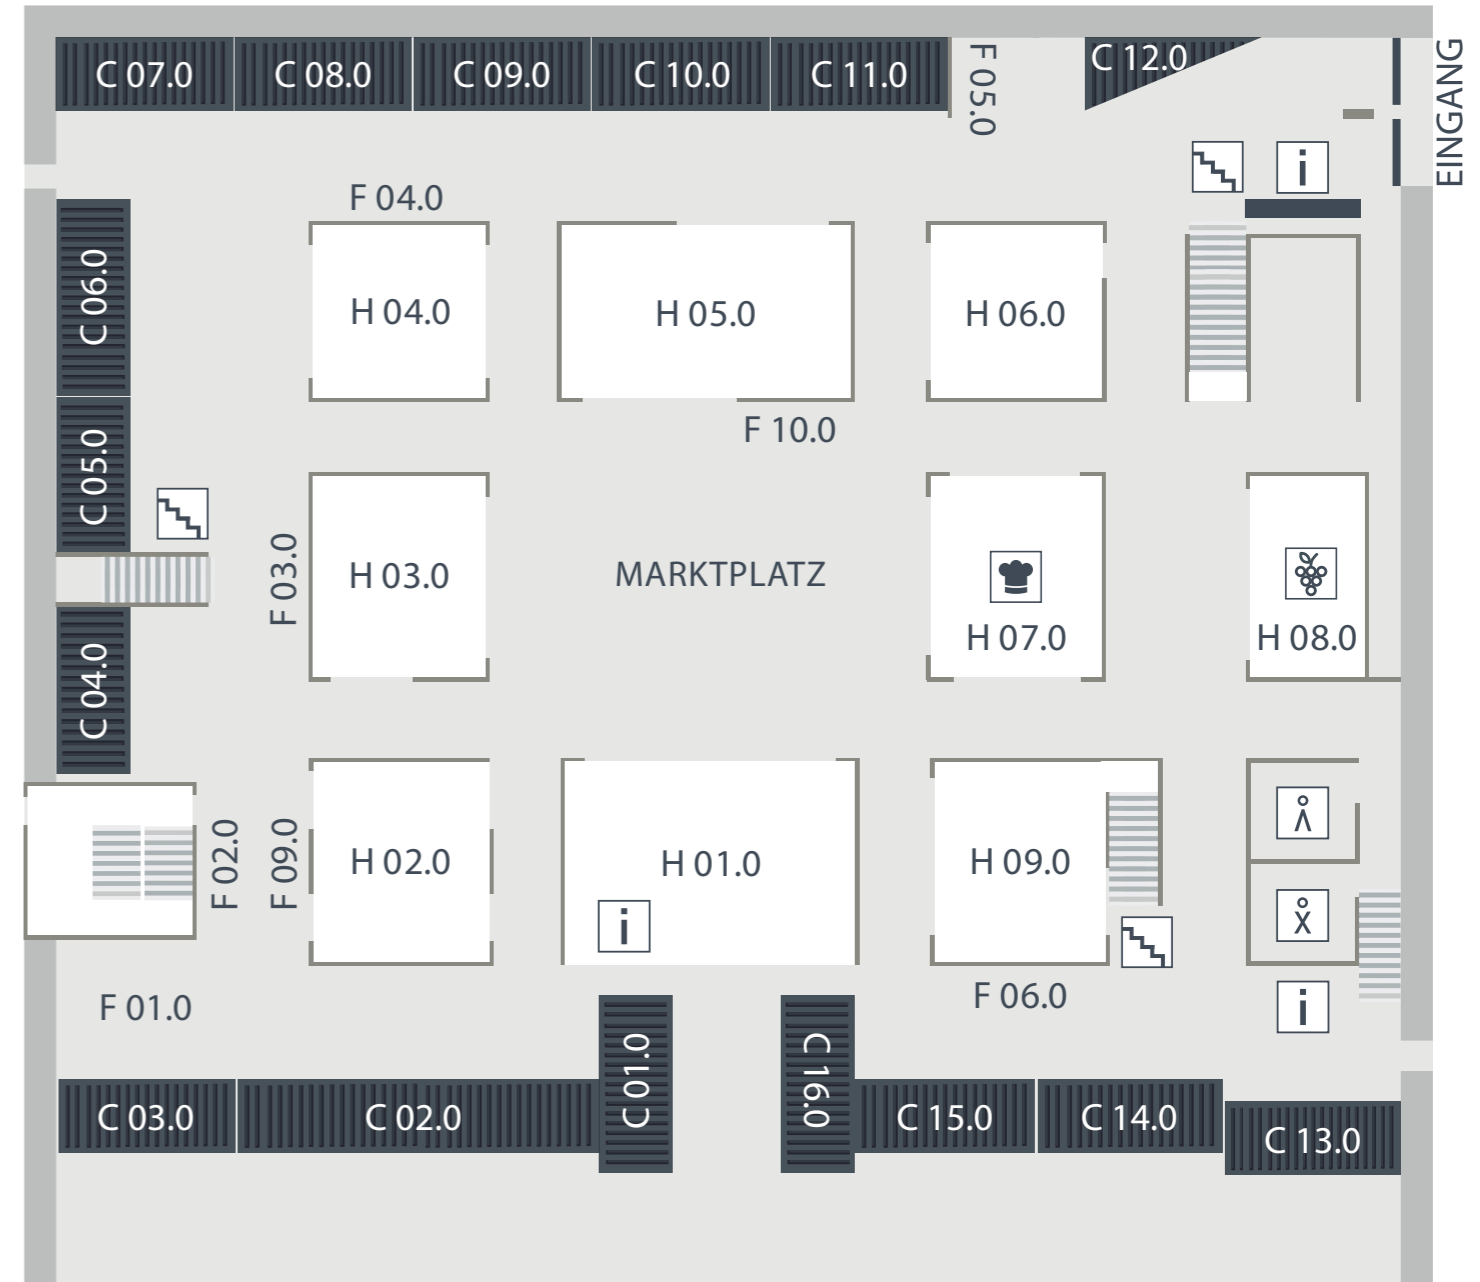 C 07.0
C 08.0
C 09.0
C 10.0
C 11.0
F 05.0
C 12.0
EINGANG
i
F 04.0
C 06.0
H 04.0
H 05.0
H 06.0
F 10.0
C 05.0
F 03.0
H 03.0
MARKTPLATZ
H 07.0
H 08.0
C 04.0
F 02.0
F 09.0
H 02.0
H 01.0
i
H 09.0
F 01.0
F 06.0
i
C 03.0
C 02.0
C 01.0
C 16.0
C 15.0
C 14.0
C 13.0